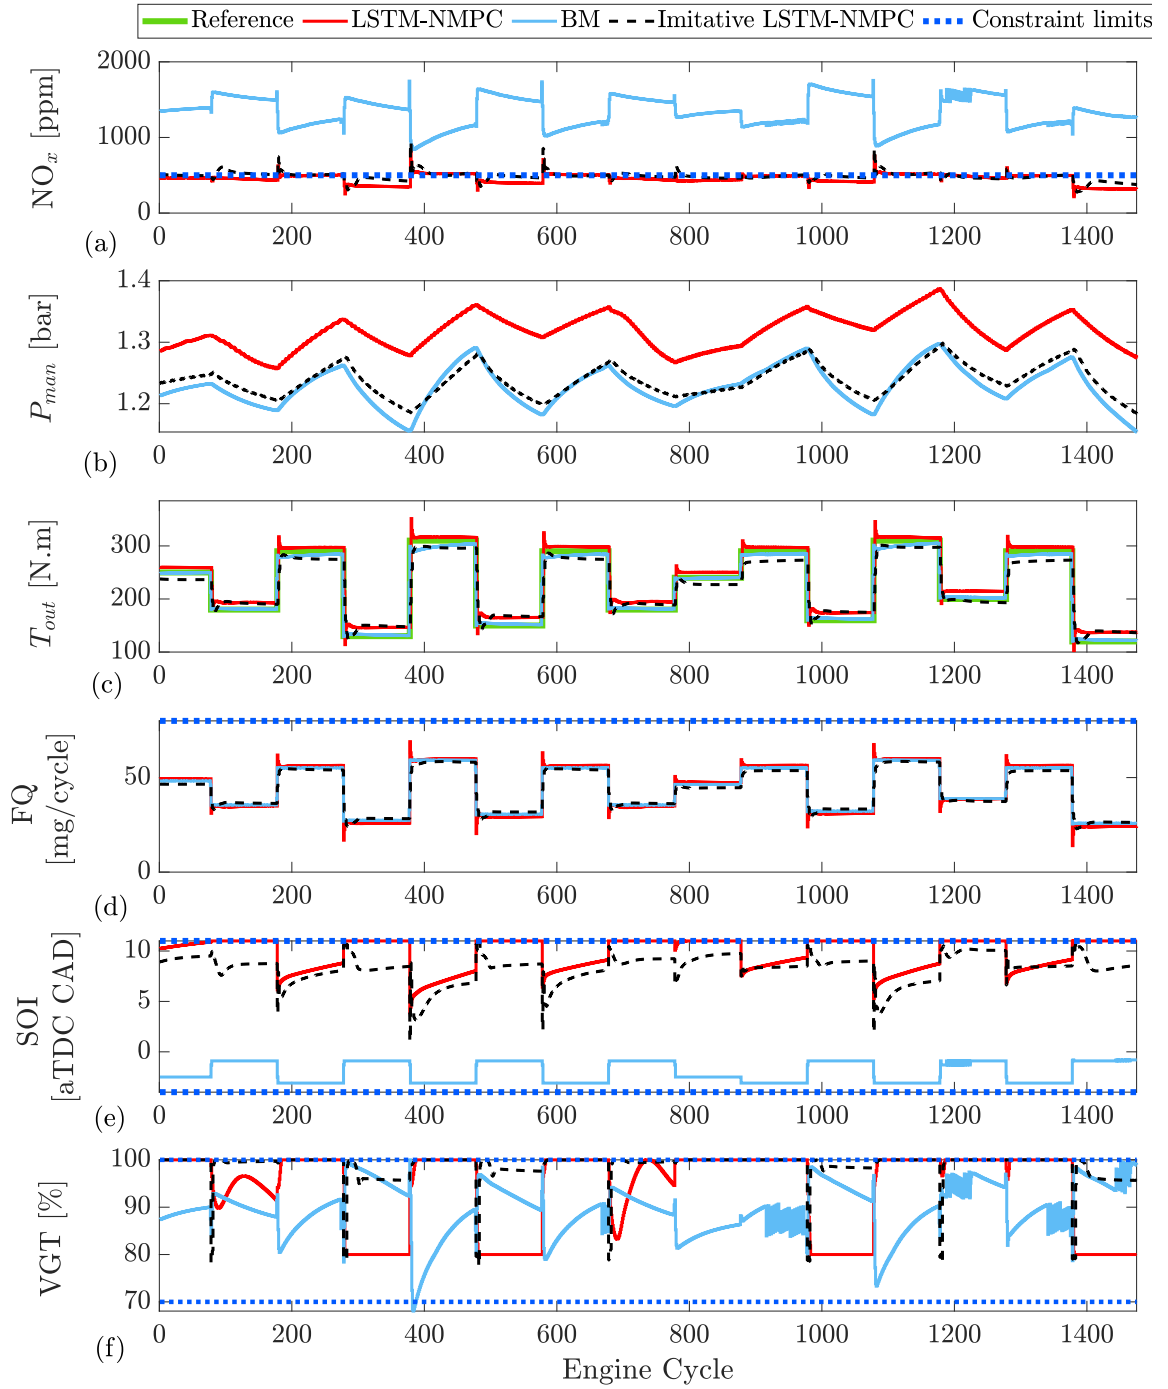 Reference LSTM-NMPC BM Imitative LSTM-NMPC Constraint limits
2000
1000
0
NOx [ppm]
0 200 400 600 800 1000 1200 1400
(a)
1.4
1.3
1.2
Pman [bar]
0 200 400 600 800 1000 1200 1400
(b)
300
200
100
Tout [N.m]
0 200 400 600 800 1000 1200 1400
(c)
50
0
FQ
[mg/cycle]
0 200 400 600 800 1000 1200 1400
(d)
10
5
0
SOI
[aTDC CAD]
0 200 400 600 800 1000 1200 1400
(e)
100
90
80
70
VGT [%]
0 200 400 600 800 1000 1200 1400
(f)
Engine Cycle